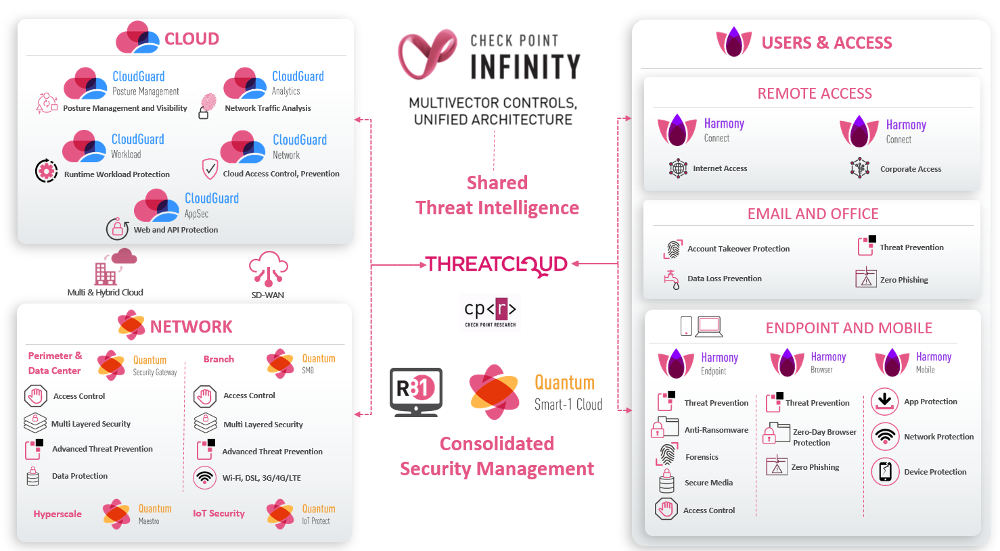 CLOUD
CloudGuard
Posture Management
Posture Management and Visibility
CloudGuard
Analytics
Network Traffic Analysis
CloudGuard
Workload
Runtime Workload Protection
CloudGuard
Network
Cloud Access Control, Prevention
CloudGuard
AppSec
Web and API Protection
Multi & Hybrid Cloud
SD-WAN
NETWORK
Perimeter &
Data Center
Quantum
Security Gateway
Access Control
Multi Layered Security
Advanced Threat Prevention
Data Protection
Branch
Quantum
SMB
Access Control
Multi Layered Security
Advanced Threat Prevention
Wi-Fi, DSL, 3G/4G/LTE
Hyperscale
Quantum
Maestro
IoT Security
Quantum
IoT Protect
CHECK POINT
INFINITY
MULTIVECTOR CONTROLS,
UNIFIED ARCHITECTURE
Shared
Threat Intelligence
THREATCLOUD
cp<r>
CHECK POINT RESEARCH
R81
Quantum
Smart-1 Cloud
Consolidated
Security Management
USERS & ACCESS
REMOTE ACCESS
Harmony
Connect
Internet Access
Harmony
Connect
Corporate Access
EMAIL AND OFFICE
Account Takeover Protection
Threat Prevention
Data Loss Prevention
Zero Phishing
ENDPOINT AND MOBILE
Harmony
Endpoint
Threat Prevention
Anti-Ransomware
Forensics
Secure Media
Access Control
Harmony
Browser
Threat Prevention
Zero-Day Browser
Protection
Zero Phishing
Harmony
Mobile
App Protection
Network Protection
Device Protection